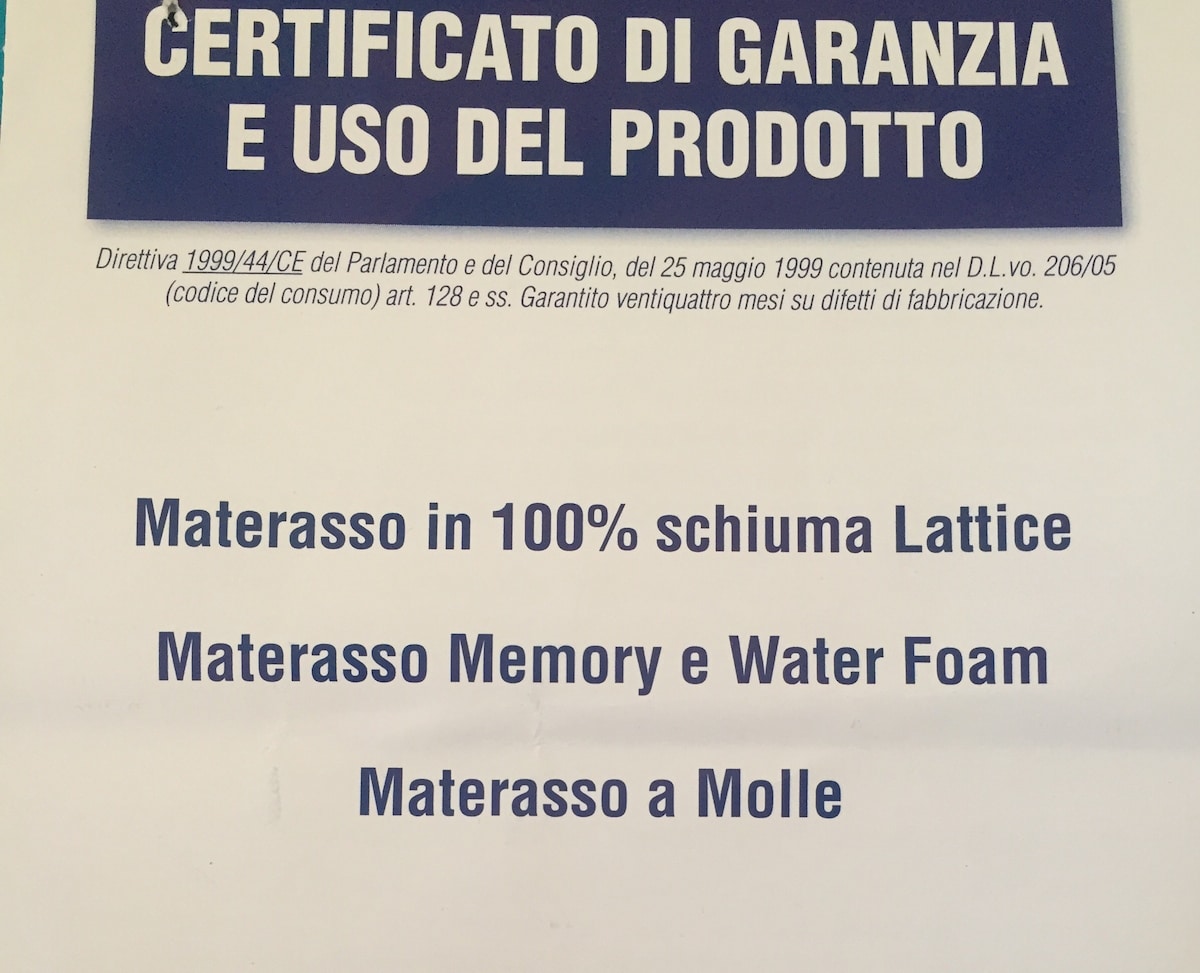 CERTIFICATO DI GARANZIA
E USO DEL PRODOTTO
Direttiva 1999/44/CE del Parlamento e del Consiglio, del 25 maggio 1999 contenuta nel D.L.vo. 206/05
(codice del consumo) art. 128 e ss. Garantito ventiquattro mesi su difetti di fabbricazione.
Materasso in 100% schiuma Lattice
Materasso Memory e Water Foam
Materasso a Molle